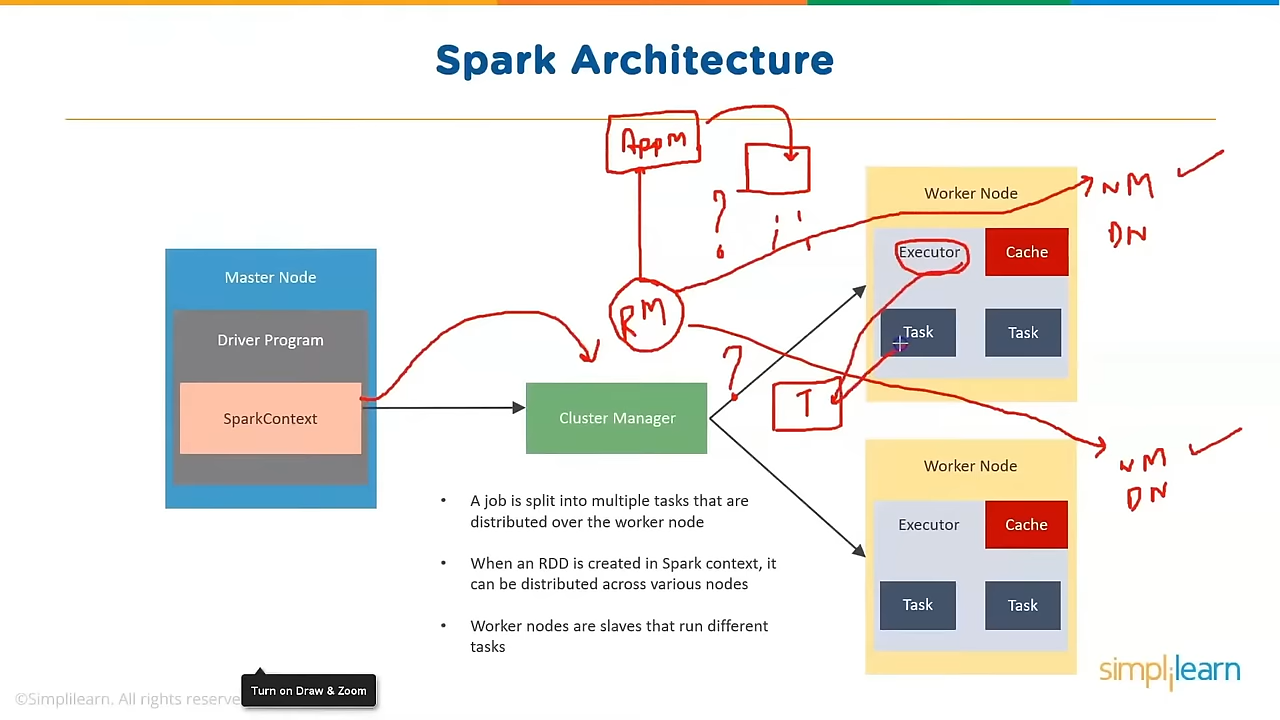 Spark Architecture
AppM
Worker Node
NM
DN
Executor
Cache
Master Node
RM
Driver Program
Task
Task
?
?
T
SparkContext
Cluster Manager
Worker Node
NM
DN
• A job is split into multiple tasks that are
distributed over the worker node
Executor
Cache
• When an RDD is created in Spark context, it
can be distributed across various nodes
Task
Task
• Worker nodes are slaves that run different
tasks
simplilearn
Turn on Draw & Zoom
©Simplilearn. All rights reserve